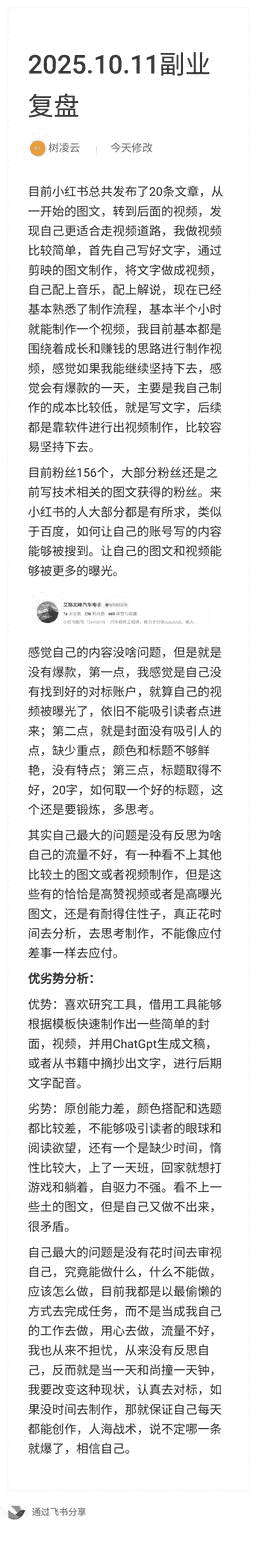 2025.10.11副业
复盘
树凌云
今天修改
目前小红书总共发布了20条文章，从
一开始的图文，转到后面的视频，发
现自己更适合走视频道路，我做视频
比较简单，首先自己写好文字，通过
剪映的图文制作，将文字做成视频，
自己配上音乐，配上解说，现在已经
基本熟悉了制作流程，基本半个小时
就能制作一个视频，我目前基本都是
围绕着成长和赚钱的思路进行制作视
频，感觉如果我能继续坚持下去，感
觉会有爆款的一天，主要是我自己制
作的成本比较低，就是写文字，后续
都是靠软件进行出视频制作，比较容
易坚持下去。
目前粉丝156个，大部分粉丝还是之
前写技术相关的图文获得的粉丝。来
小红书的人大部分都是有所求，类似
于百度，如何让自己的账号写的内容
能够被搜到。让自己的图文和视频能
够被更多的曝光。
感觉自己的内容没啥问题，但是就是
没有爆款，第一点，我感觉是自己没
有找到好的对标账户，就算自己的视
频被曝光了，依旧不能吸引读者点进
来；第二点，就是封面没有吸引人的
点，缺少重点，颜色和标题不够鲜
艳，没有特点；第三点，标题取得不
好，20字，如何取一个好的标题，这
个还是要锻炼，多思考。
其实自己最大的问题是没有反思为啥
自己的流量不好，有一种看不上其他
比较土的图文或者视频制作，但是这
些有的恰恰是高赞视频或者是高曝光
图文，还是有耐得住性子，真正花时
间去分析，去思考制作，不能像应付
差事一样去应付。
优劣势分析：
优势：喜欢研究工具，借用工具能够
根据模板快速制作出一些简单的封
面，视频，并用ChatGpt生成文稿，
或者从书籍中摘抄出文字，进行后期
文字配音。
劣势：原创能力差，颜色搭配和选题
都比较差，不能够吸引读者的眼球和
阅读欲望，还有一个是缺少时间，惰
性比较大，上了一天班，回家就想打
游戏和躺着，自驱力不强。看不上一
些土的图文，但是自己又做不出来，
很矛盾。
自己最大的问题是没有花时间去审视
自己，究竟能做什么，什么不能做，
应该怎么做，目前我都是以最偷懒的
方式去完成任务，而不是当成我自己
的工作去做，用心去做，流量不好，
我也从来不担忧，从来没有反思自
己，反而就是当一天和尚撞一天钟，
我要改变这种现状，认真去对标，如
果没时间去制作，那就保证自己每天
都能创作，人海战术，说不定哪一条
就爆了，相信自己。
通过飞书分享